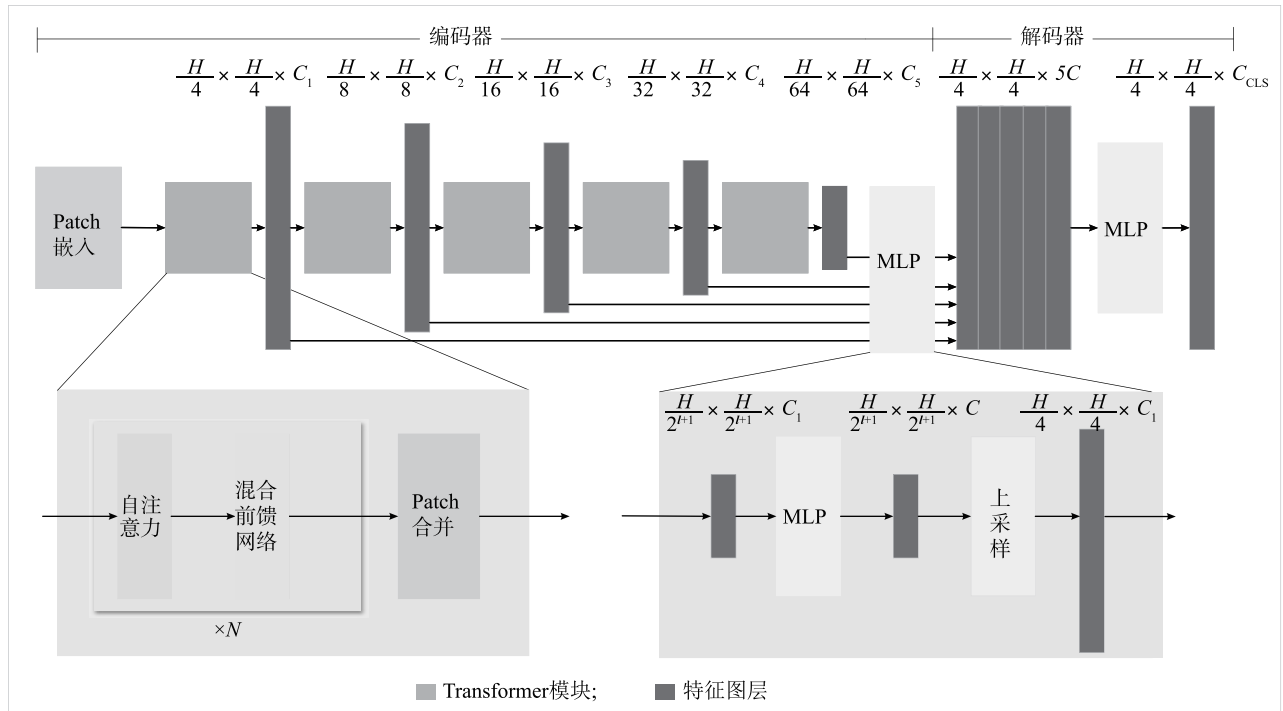 编码器 解码器
H/4 × H/4 × C₁ H/8 × H/8 × C₂ H/16 × H/16 × C₃ H/32 × H/32 × C₄ H/64 × H/64 × C₅ H/4 × H/4 × 5C H/4 × H/4 × C_CLS
Patch
嵌入
MLP
MLP
H/2^{l+1} × H/2^{l+1} × C₁ H/2^{l+1} × H/2^{l+1} × C H/4 × H/4 × C₁
自注
意力
混合
前馈
网络
Patch
合并
×N
MLP
上
采
样
Transformer模块;
特征图层